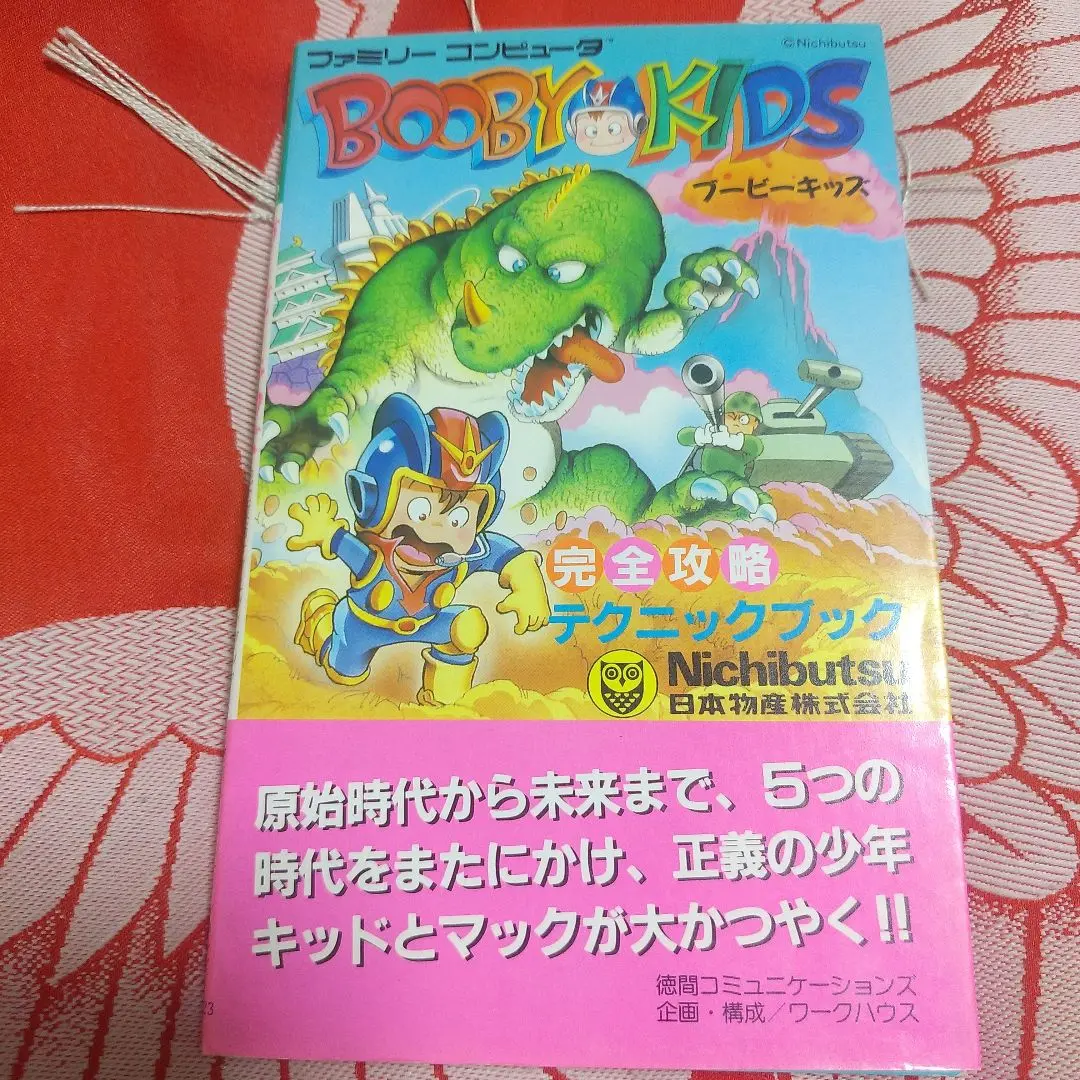 ファミリー コンピュータ™
©Nichibutsu
BOOBY KIDS
ブービーキッズ
完全攻略
テクニックブック
Nichibutsu
日本物産株式会社
原始時代から未来まで、5つの
時代をまたにかけ、正義の少年
キッドとマックが大かつやく!!
徳間コミュニケーションズ
企画・構成/ワークハウス